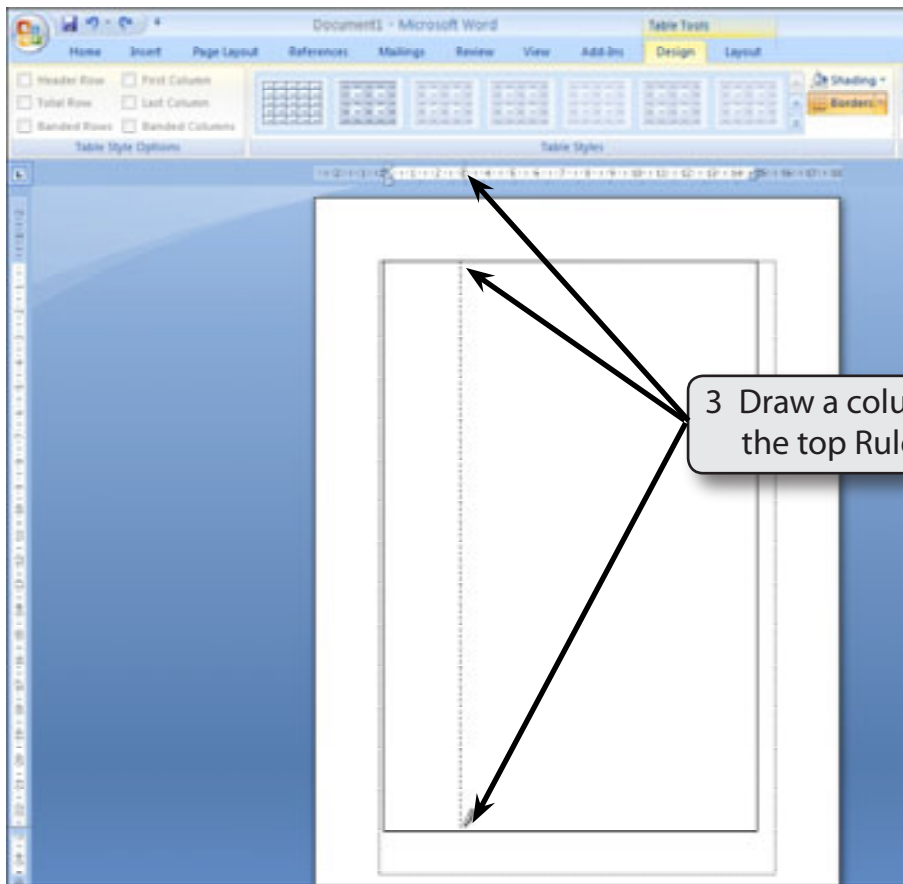 Document1 - Microsoft Word
Table Tools
Home Insert Page Layout References Mailings Review View Add-Ins Design Layout
Header Row First Column
Total Row Last Column
Banded Rows Banded Columns
Shading
Borders
Table Style Options
Table Styles
3 Draw a colu
the top Rul